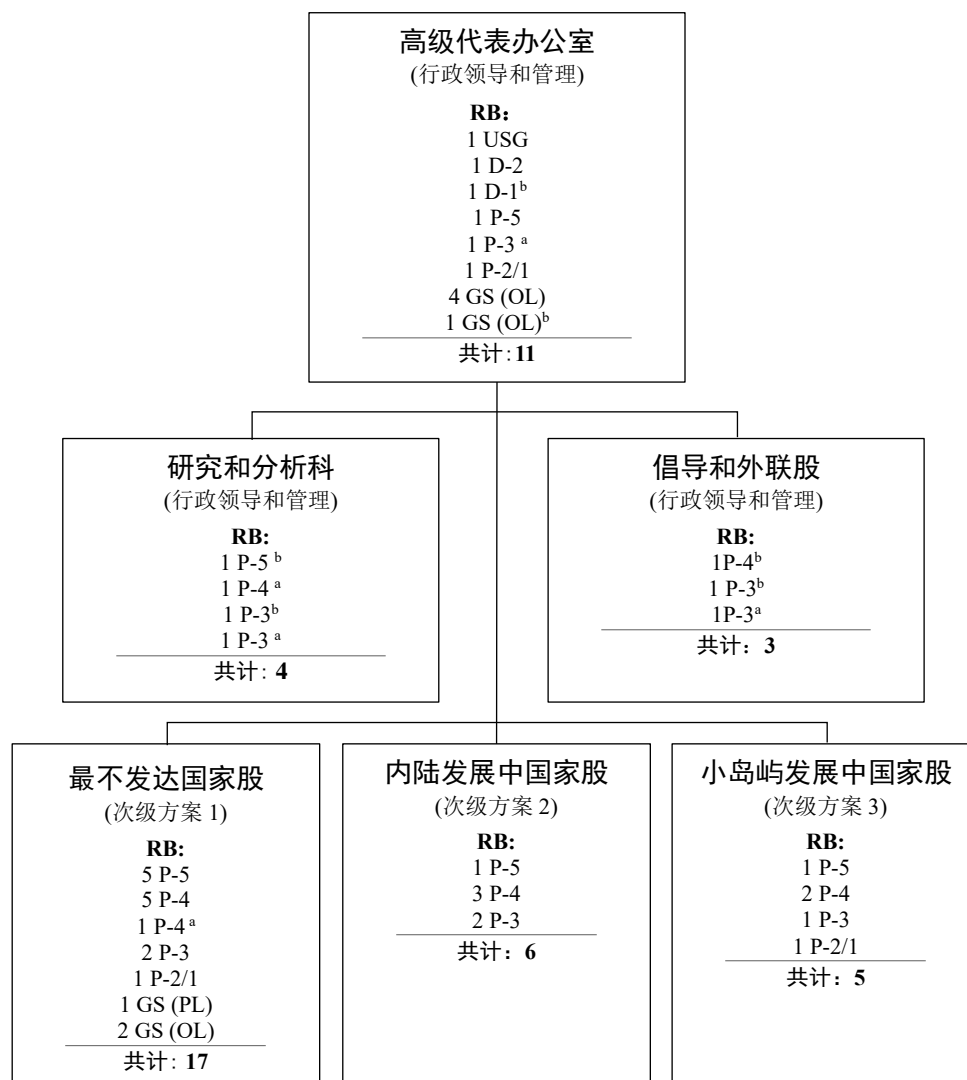 高级代表办公室
(行政领导和管理)
RB：
1 USG
1 D-2
1 D-1ᵇ
1 P-5
1 P-3 ᵃ
1 P-2/1
4 GS (OL)
1 GS (OL)ᵇ
共计: 11
研究和分析科
(行政领导和管理)
RB:
1 P-5 ᵇ
1 P-4 ᵃ
1 P-3ᵇ
1 P-3 ᵃ
共计: 4
倡导和外联股
(行政领导和管理)
RB:
1P-4ᵇ
1 P-3ᵇ
1P-3ᵃ
共计：3
最不发达国家股
(次级方案 1)
RB:
5 P-5
5 P-4
1 P-4 ᵃ
2 P-3
1 P-2/1
1 GS (PL)
2 GS (OL)
共计: 17
内陆发展中国家股
(次级方案 2)
RB:
1 P-5
3 P-4
2 P-3
共计：6
小岛屿发展中国家股
(次级方案 3)
RB:
1 P-5
2 P-4
1 P-3
1 P-2/1
共计：5